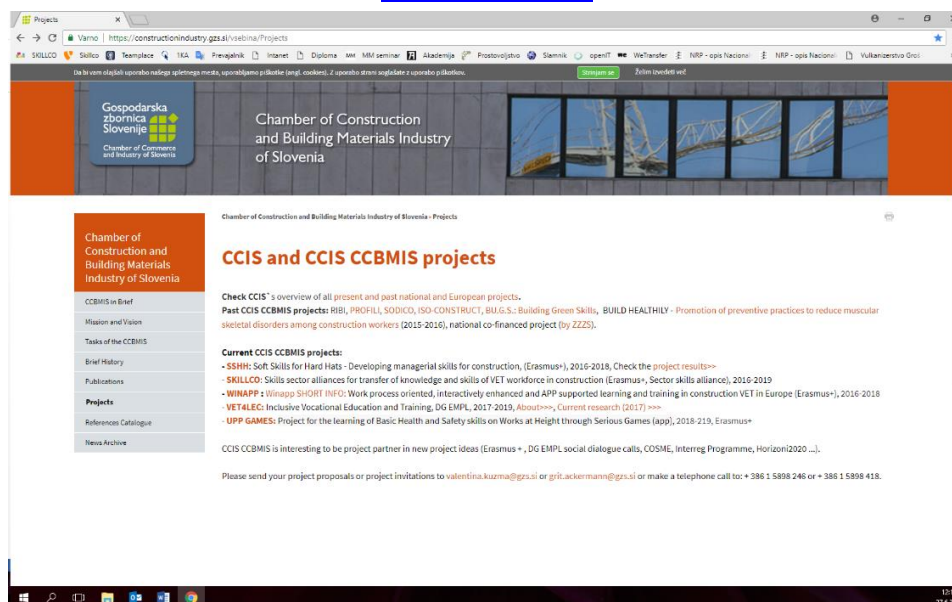 Projects
Varno | https://constructionindustry.gzs.si/vsebina/Projects
SKILLCO Skillco Teamplace 1KA Prevajalnik Intanet Diploma MM seminar Akademija Prostovoljstvo Slamnik openIT WeTransfer NRP - opis Nacional NRP - opis Nacional Vulkanizerstvo Gros
Da bi vam olajšali uporabo našega spletnega mesta, uporabljamo piškotke (angl. cookies). Z uporabo strani soglašate z uporabo piškotkov. Strinjam se Želim izvedeti več
Gospodarska
zbornica
Slovenije
Chamber of Commerce
and Industry of Slovenia
Chamber of Construction
and Building Materials Industry
of Slovenia
Chamber of Construction and Building Materials Industry of Slovenia › Projects
Chamber of
Construction and
Building Materials
Industry of Slovenia
CCBMIS in Brief
Mission and Vision
Tasks of the CCBMIS
Brief History
Publications
Projects
References Catalogue
News Archive
CCIS and CCIS CCBMIS projects
Check CCIS`s overview of all present and past national and European projects.
Past CCIS CCBMIS projects: RIBI, PROFILI, SODICO, ISO-CONSTRUCT, BU.G.S.: Building Green Skills, BUILD HEALTHILY - Promotion of preventive practices to reduce muscular
skeletal disorders among construction workers (2015-2016), national co-financed project (by ZZZS).
Current CCIS CCBMIS projects:
- SSHH: Soft Skills for Hard Hats - Developing managerial skills for construction, (Erasmus+), 2016-2018, Check the project results>>
- SKILLCO: Skills sector alliances for transfer of knowledge and skills of VET workforce in construction (Erasmus+, Sector skills alliance), 2016-2019
- WINAPP : Winapp SHORT INFO: Work process oriented, interactively enhanced and APP supported learning and training in construction VET in Europe (Erasmus+), 2016-2018
- VET4LEC: Inclusive Vocational Education and Training, DG EMPL, 2017-2019, About>>>, Current research (2017) >>>
- UPP GAMES: Project for the learning of Basic Health and Safety skills on Works at Height through Serious Games (app), 2018-219, Erasmus+
CCIS CCBMIS is interesting to be project partner in new project ideas (Erasmus + , DG EMPL social dialogue calls, COSME, Interreg Programme, Horizoni2020 ...).
Please send your project proposals or project invitations to valentina.kuzma@gzs.si or grit.ackermann@gzs.si or make a telephone call to: + 386 1 5898 246 or + 386 1 5898 418.